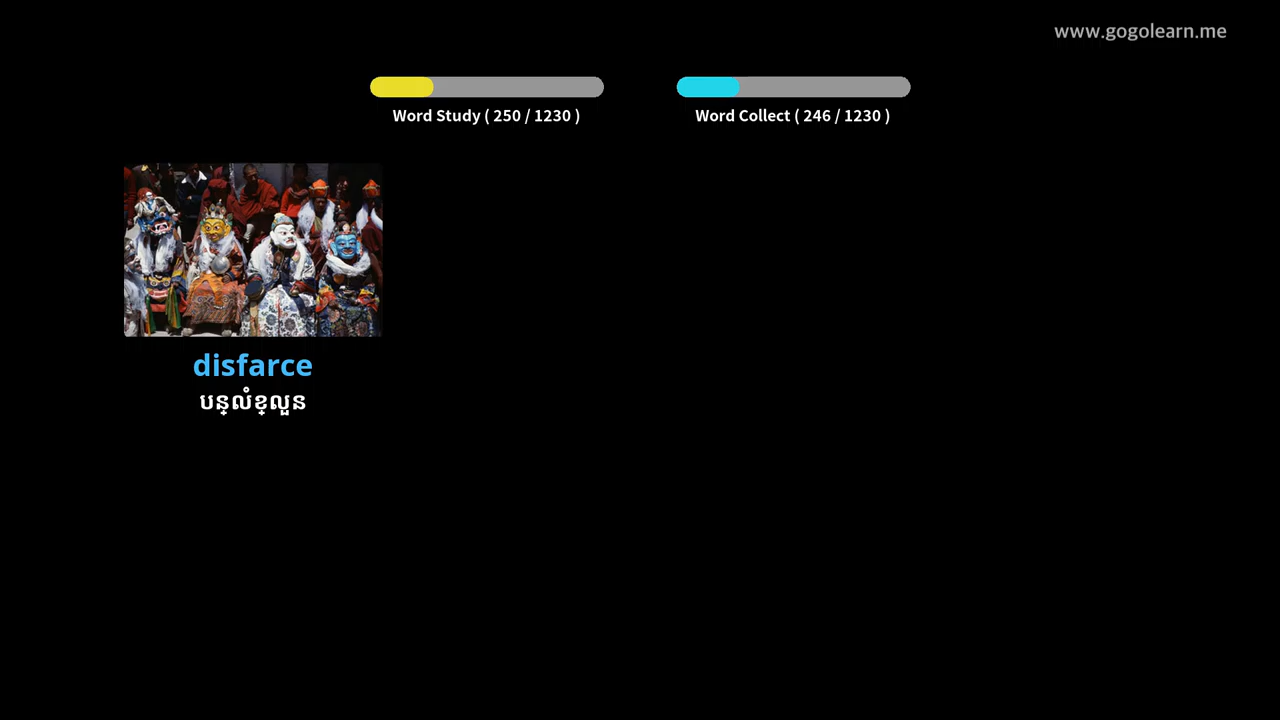 www.gogolearn.me
Word Study ( 250 / 1230 )
Word Collect ( 246 / 1230 )
disfarce
បន្លំខ្លួន